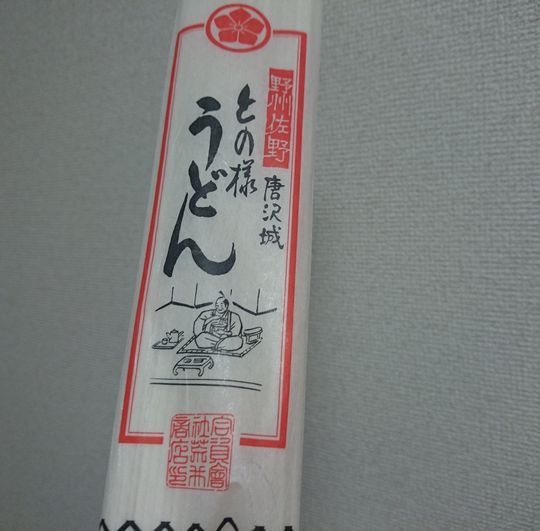 野州佐野
唐沢城
との様
うどん